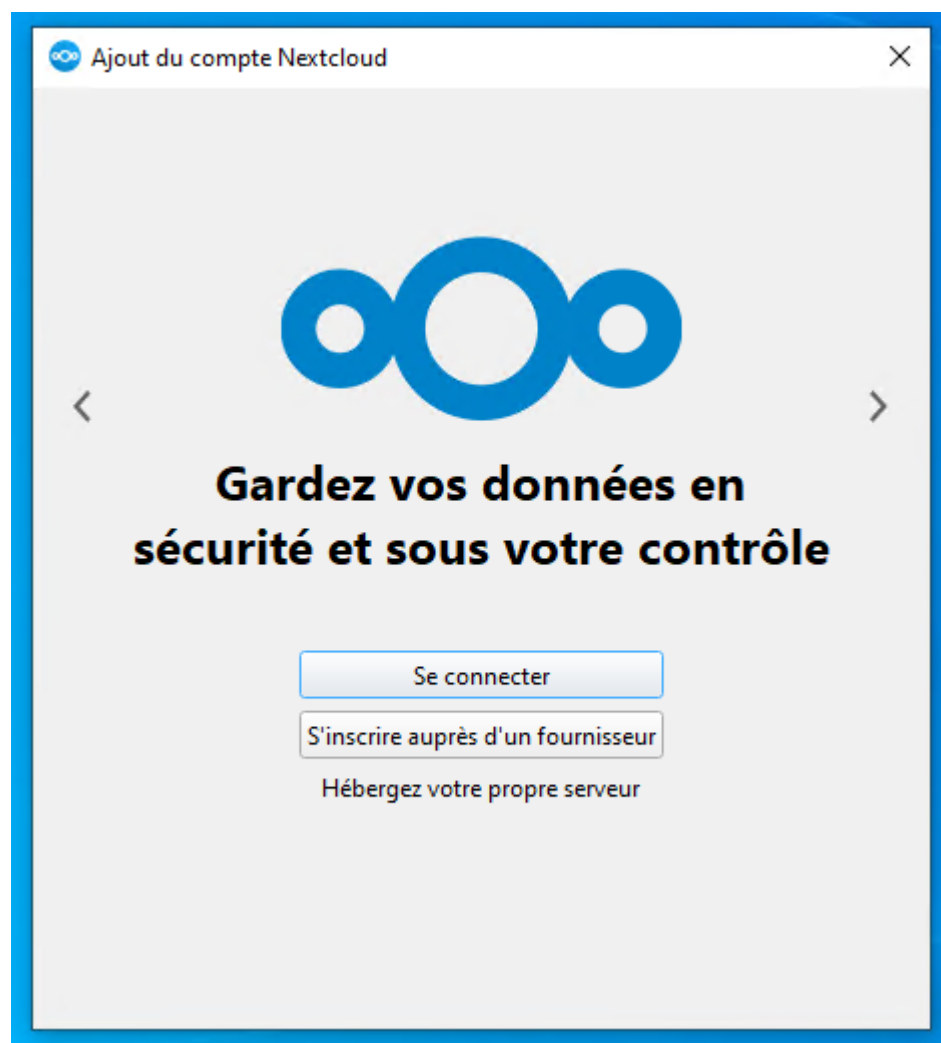 Ajout du compte Nextcloud
Gardez vos données en
sécurité et sous votre contrôle
Se connecter
S'inscrire auprès d'un fournisseur
Hébergez votre propre serveur